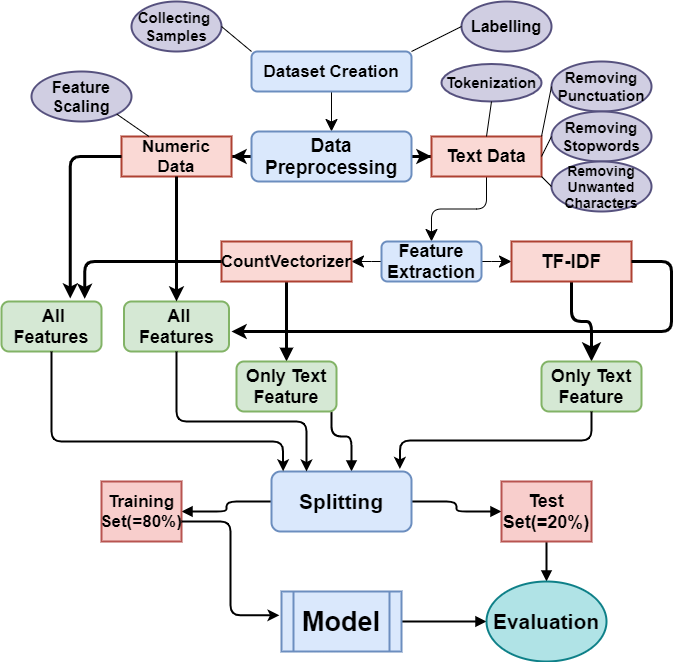 Collecting
Samples
Labelling
Dataset Creation
Feature
Scaling
Tokenization
Removing
Punctuation
Numeric
Data
Data
Preprocessing
Text Data
Removing
Stopwords
Removing
Unwanted
Characters
CountVectorizer
Feature
Extraction
TF-IDF
All
Features
All
Features
Only Text
Feature
Only Text
Feature
Splitting
Training
Set(=80%)
Test
Set(=20%)
Model
Evaluation